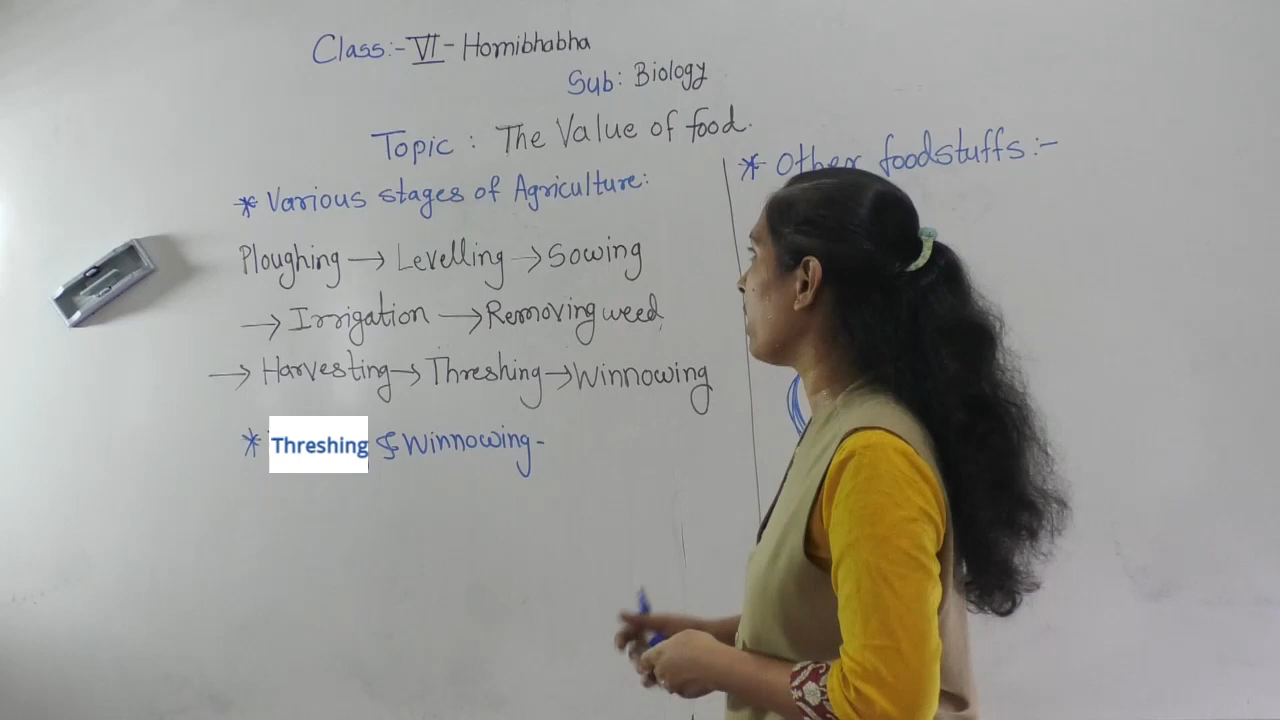 Class:- VI - Homibhabha
Sub: Biology
Topic : The Value of food.
* Various stages of Agriculture:
Ploughing → Levelling → Sowing
→ Irrigation → Removing weed
→ Harvesting → Threshing → Winnowing
* Threshing & Winnowing -
* Other foodstuffs :-